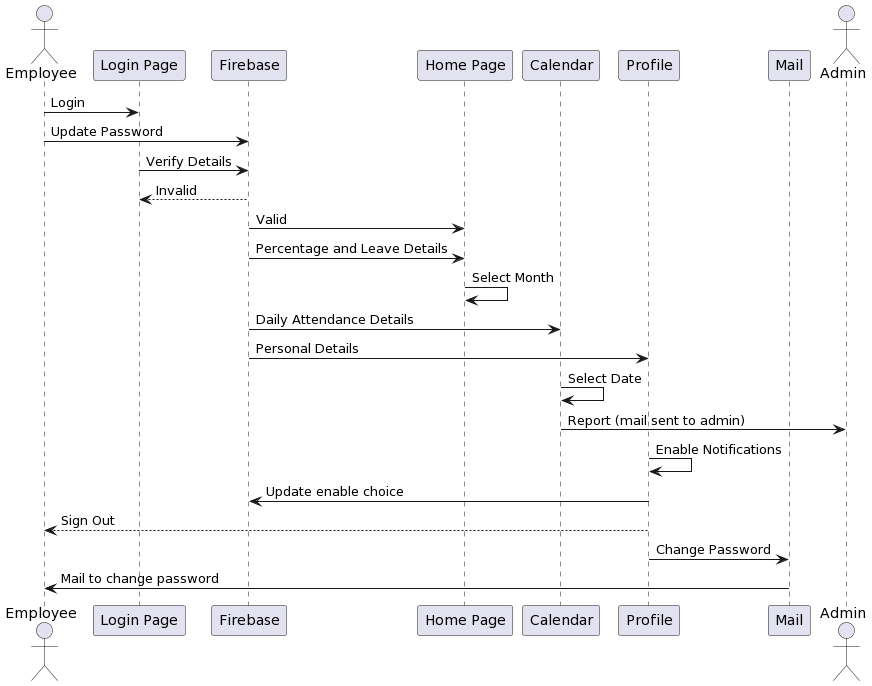 Employee
Login Page
Firebase
Home Page
Calendar
Profile
Mail
Admin
Login
Update Password
Verify Details
Invalid
Valid
Percentage and Leave Details
Select Month
Daily Attendance Details
Personal Details
Select Date
Report (mail sent to admin)
Enable Notifications
Update enable choice
Sign Out
Change Password
Mail to change password
Employee
Login Page
Firebase
Home Page
Calendar
Profile
Mail
Admin